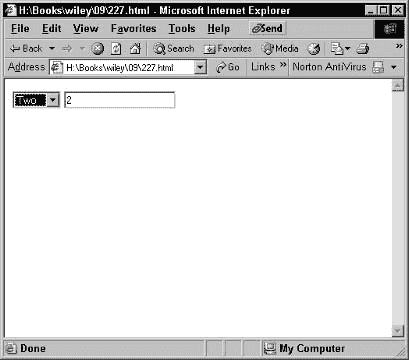 H:\Books\wiley\09\227.html - Microsoft Internet Explorer
File Edit View Favorites Tools Help Send
Back Search Favorites Media »
Address H:\Books\wiley\09\227.html Go Links » Norton AntiVirus
Two 2
Done My Computer